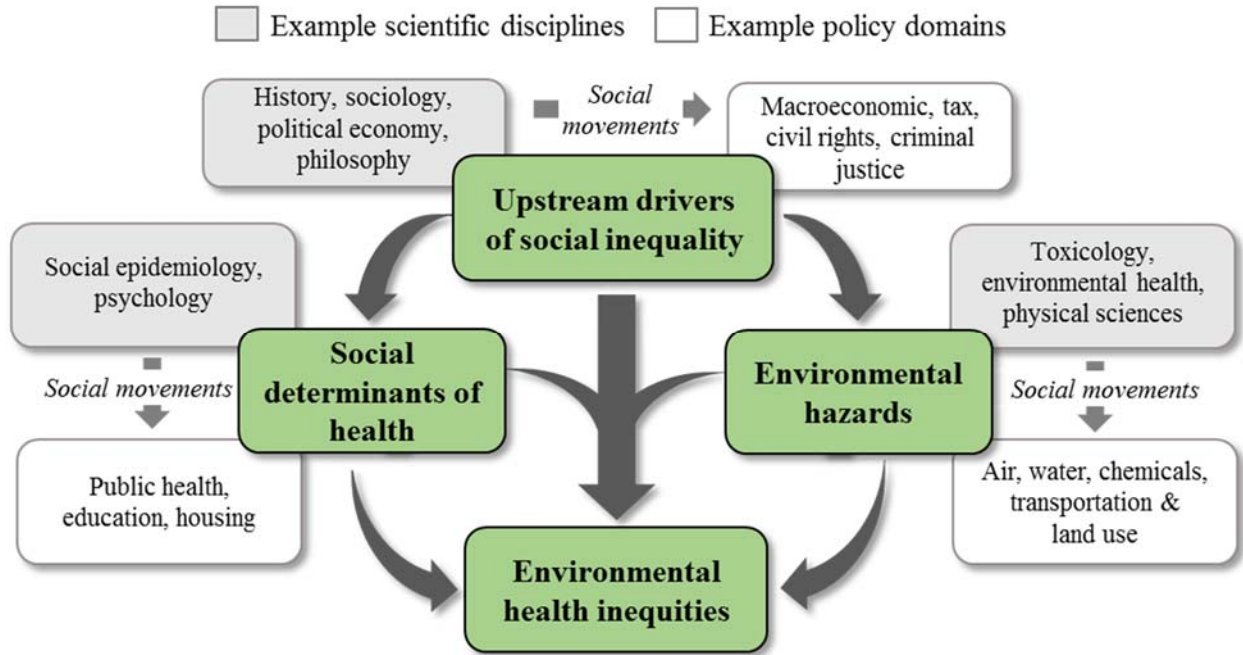 Example scientific disciplines
Example policy domains
History, sociology,
political economy,
philosophy
Social
movements
Macroeconomic, tax,
civil rights, criminal
justice
Upstream drivers
of social inequality
Social epidemiology,
psychology
Toxicology,
environmental health,
physical sciences
Social movements
Social
determinants of
health
Environmental
hazards
Social movements
Public health,
education, housing
Air, water, chemicals,
transportation &
land use
Environmental
health inequities